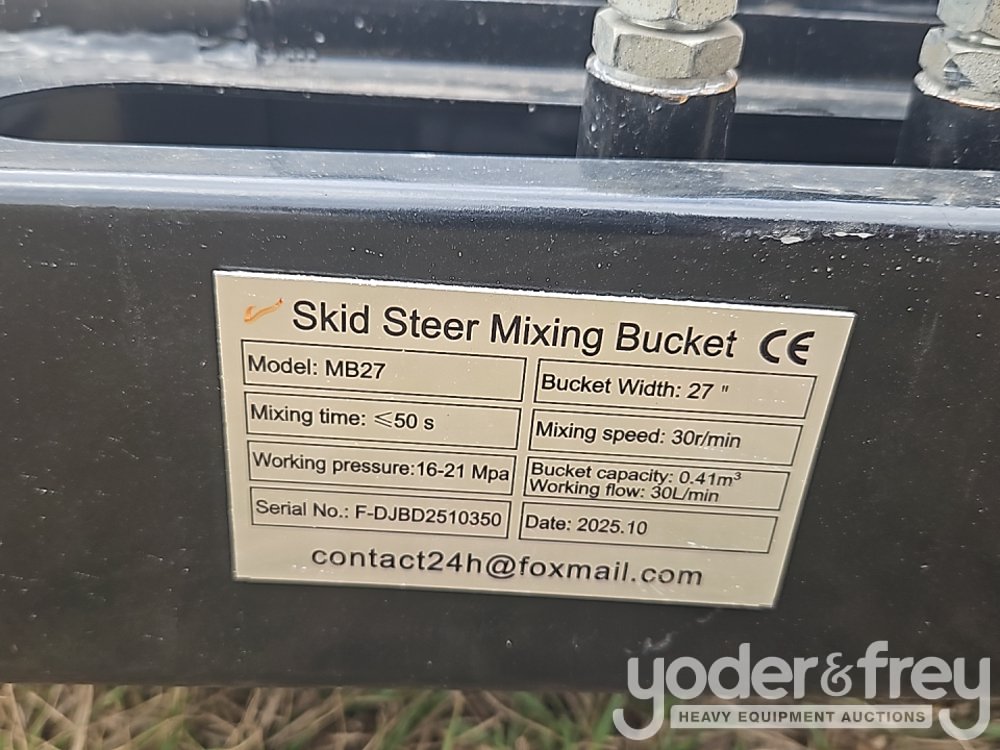 Skid Steer Mixing Bucket CE
Model: MB27
Bucket Width: 27 "
Mixing time: ≤50 s
Mixing speed: 30r/min
Working pressure:16-21 Mpa
Bucket capacity: 0.41m³
Working flow: 30L/min
Serial No.: F-DJBD2510350
Date: 2025.10
contact24h@foxmail.com
yoder&frey
HEAVY EQUIPMENT AUCTIONS